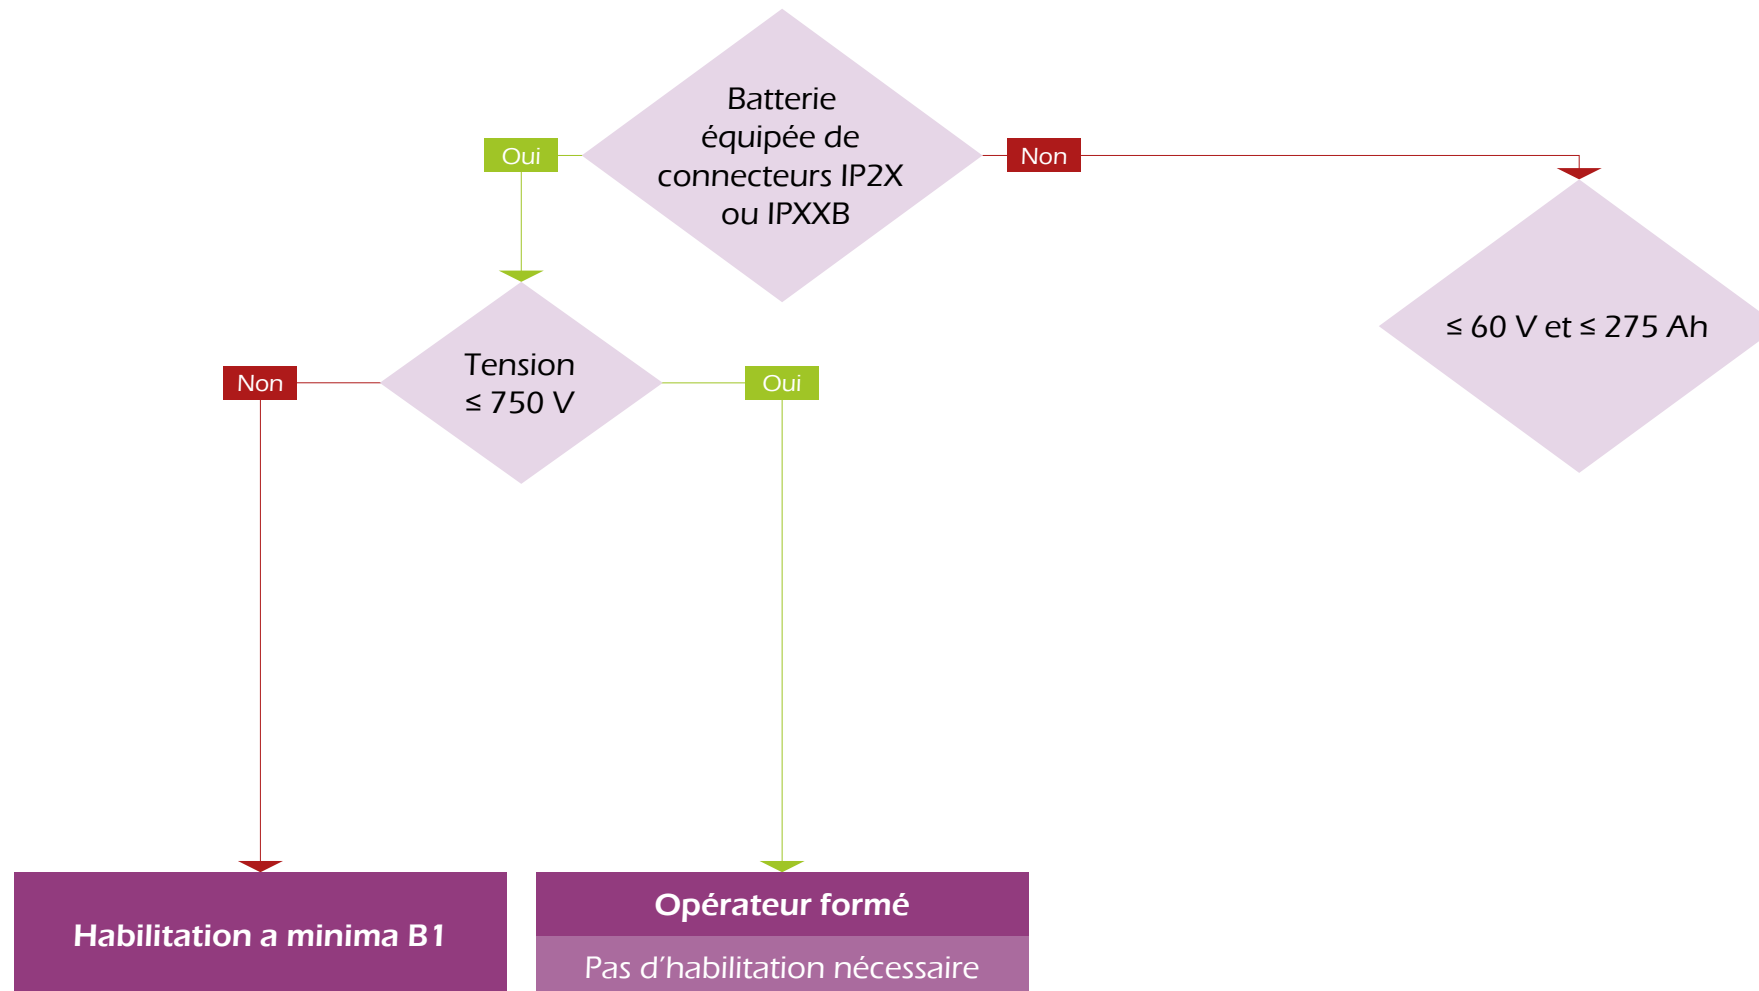 Batterie
équipée de
connecteurs IP2X
ou IPXXB
Oui
Non
≤ 60 V et ≤ 275 Ah
Tension
≤ 750 V
Non
Oui
Habilitation a minima B1
Opérateur formé
Pas d’habilitation nécessaire